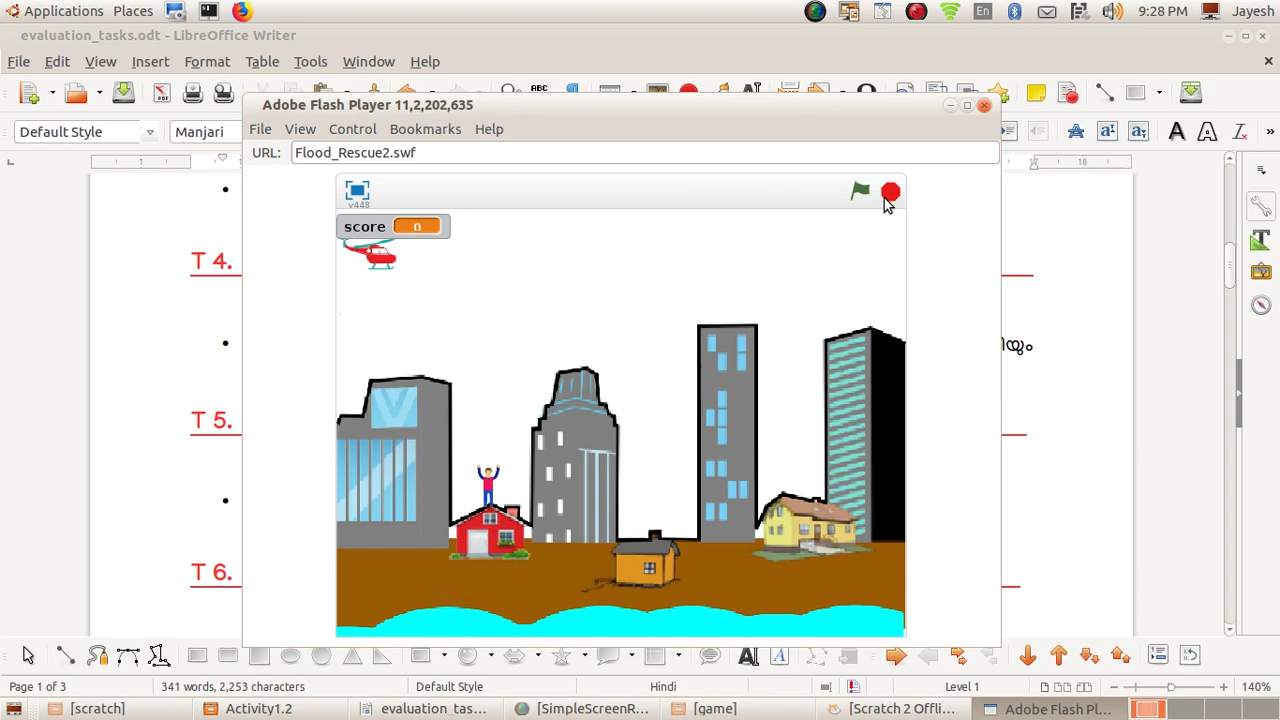 Applications Places En 9:28 PM Jayesh
evaluation_tasks.odt - LibreOffice Writer
File Edit View Insert Format Table Tools Window Help
Default Style Manjari
Adobe Flash Player 11,2,202,635
File View Control Bookmarks Help
URL: Flood_Rescue2.swf
1 18
v448
score 0
T 4.
T 5.
T 6.
Page 1 of 3 341 words, 2,253 characters Default Style Hindi Level 1 140%
[scratch] Activity1.2 evaluation_tas... [SimpleScreenR... [game] [Scratch 2 Offli... Adobe Flash Pl...